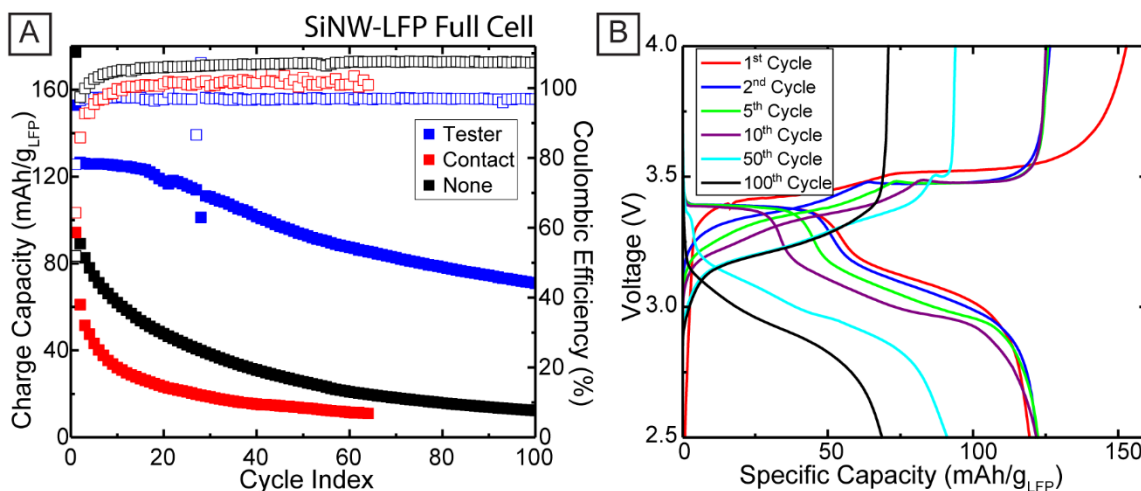 A
SiNW-LFP Full Cell
160
120
80
40
0
Charge Capacity (mAh/gLFP)
100
80
60
40
20
0
Coulombic Efficiency (%)
Tester
Contact
None
0 20 40 60 80 100
Cycle Index
B
4.0
3.5
3.0
2.5
Voltage (V)
1st Cycle
2nd Cycle
5th Cycle
10th Cycle
50th Cycle
100th Cycle
0 50 100 150
Specific Capacity (mAh/gLFP)